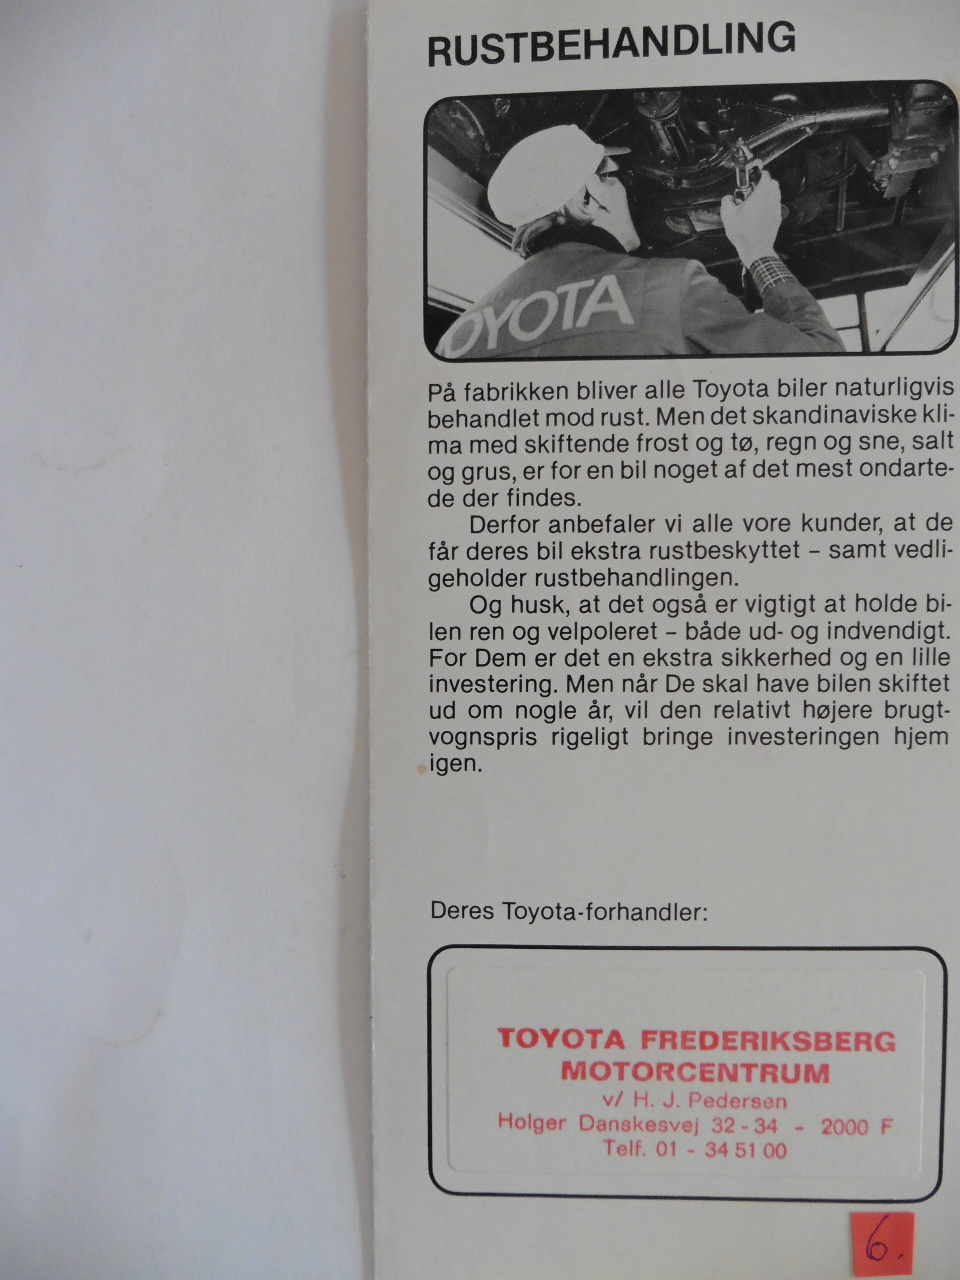 RUSTBEHANDLING
OYOTA
På fabrikken bliver alle Toyota biler naturligvis
behandlet mod rust. Men det skandinaviske kli-
ma med skiftende frost og tø, regn og sne, salt
og grus, er for en bil noget af det mest ondarte-
de der findes.
Derfor anbefaler vi alle vore kunder, at de
får deres bil ekstra rustbeskyttet – samt vedli-
geholder rustbehandlingen.
Og husk, at det også er vigtigt at holde bi-
len ren og velpoleret – både ud- og indvendigt.
For Dem er det en ekstra sikkerhed og en lille
investering. Men når De skal have bilen skiftet
ud om nogle år, vil den relativt højere brugt-
vognspris rigeligt bringe investeringen hjem
igen.
Deres Toyota-forhandler:
TOYOTA FREDERIKSBERG
MOTORCENTRUM
v/ H. J. Pedersen
Holger Danskesvej 32 - 34 - 2000 F
Telf. 01 - 34 51 00
6.